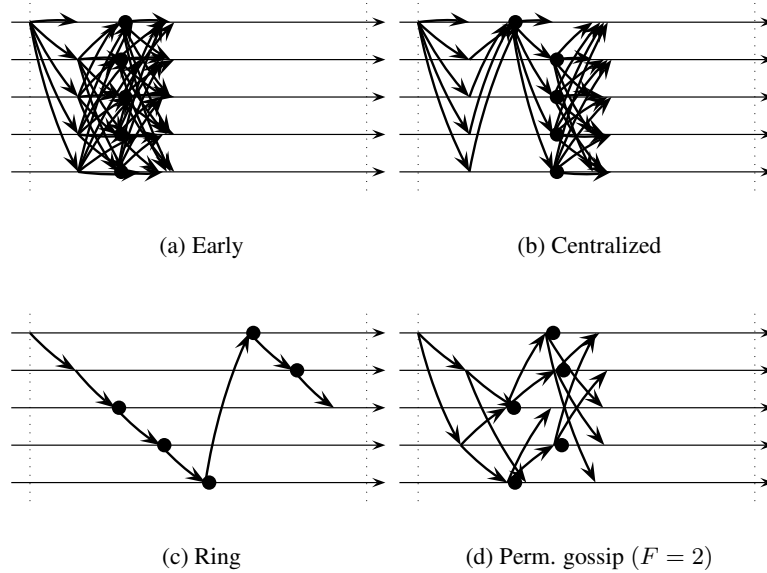 (a) Early
(b) Centralized
(c) Ring
(d) Perm. gossip (F = 2)